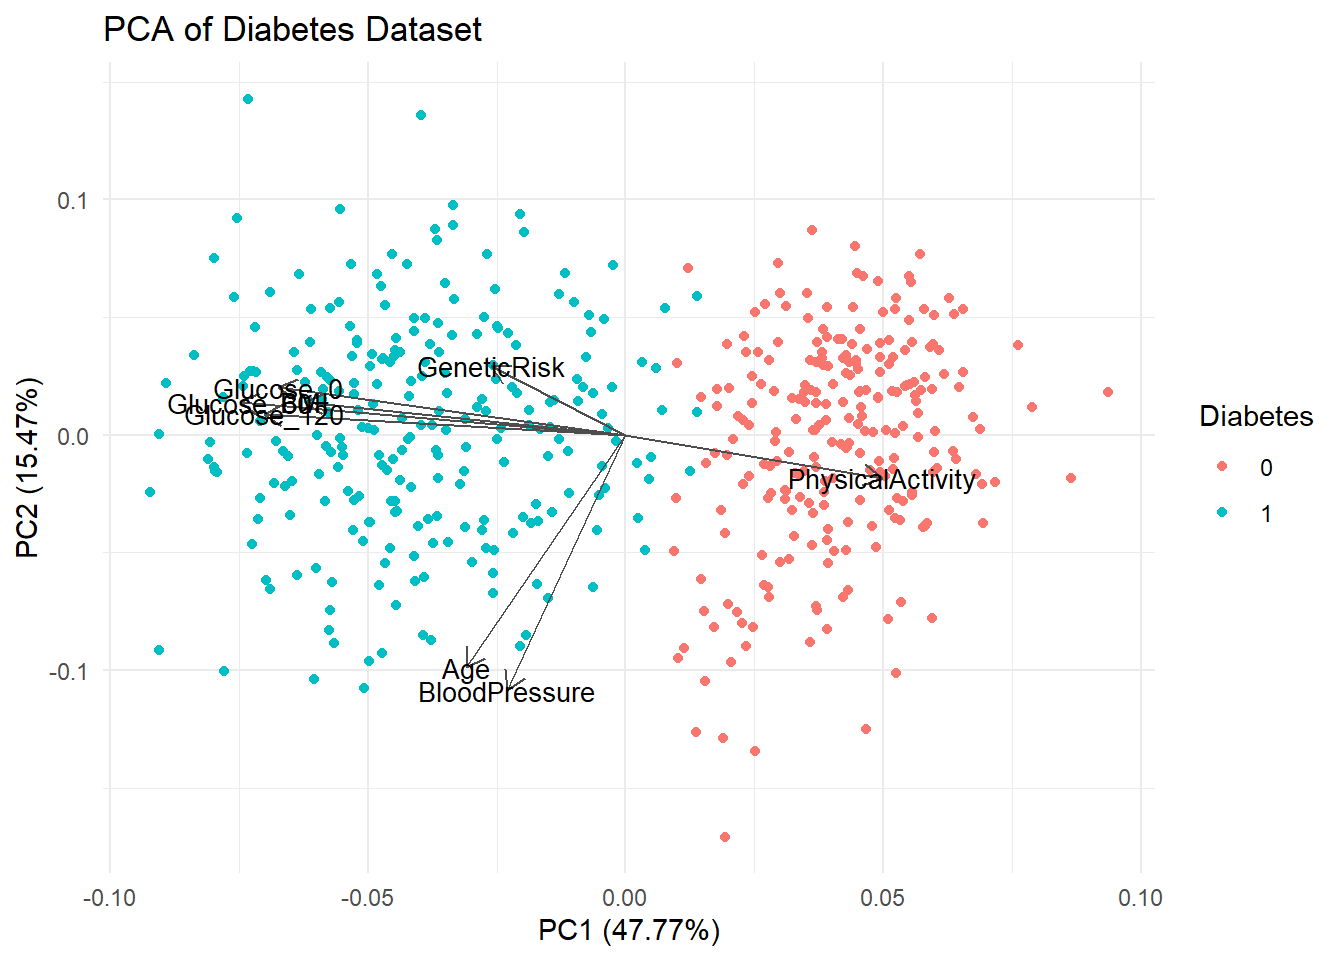 PCA of Diabetes Dataset
PC2 (15.47%)
0.1
0.0
-0.1
GeneticRisk
Glucose_0
Glucose_60
Glucose_120
PhysicalActivity
Age
BloodPressure
-0.10
-0.05
0.00
0.05
0.10
PC1 (47.77%)
Diabetes
0
1